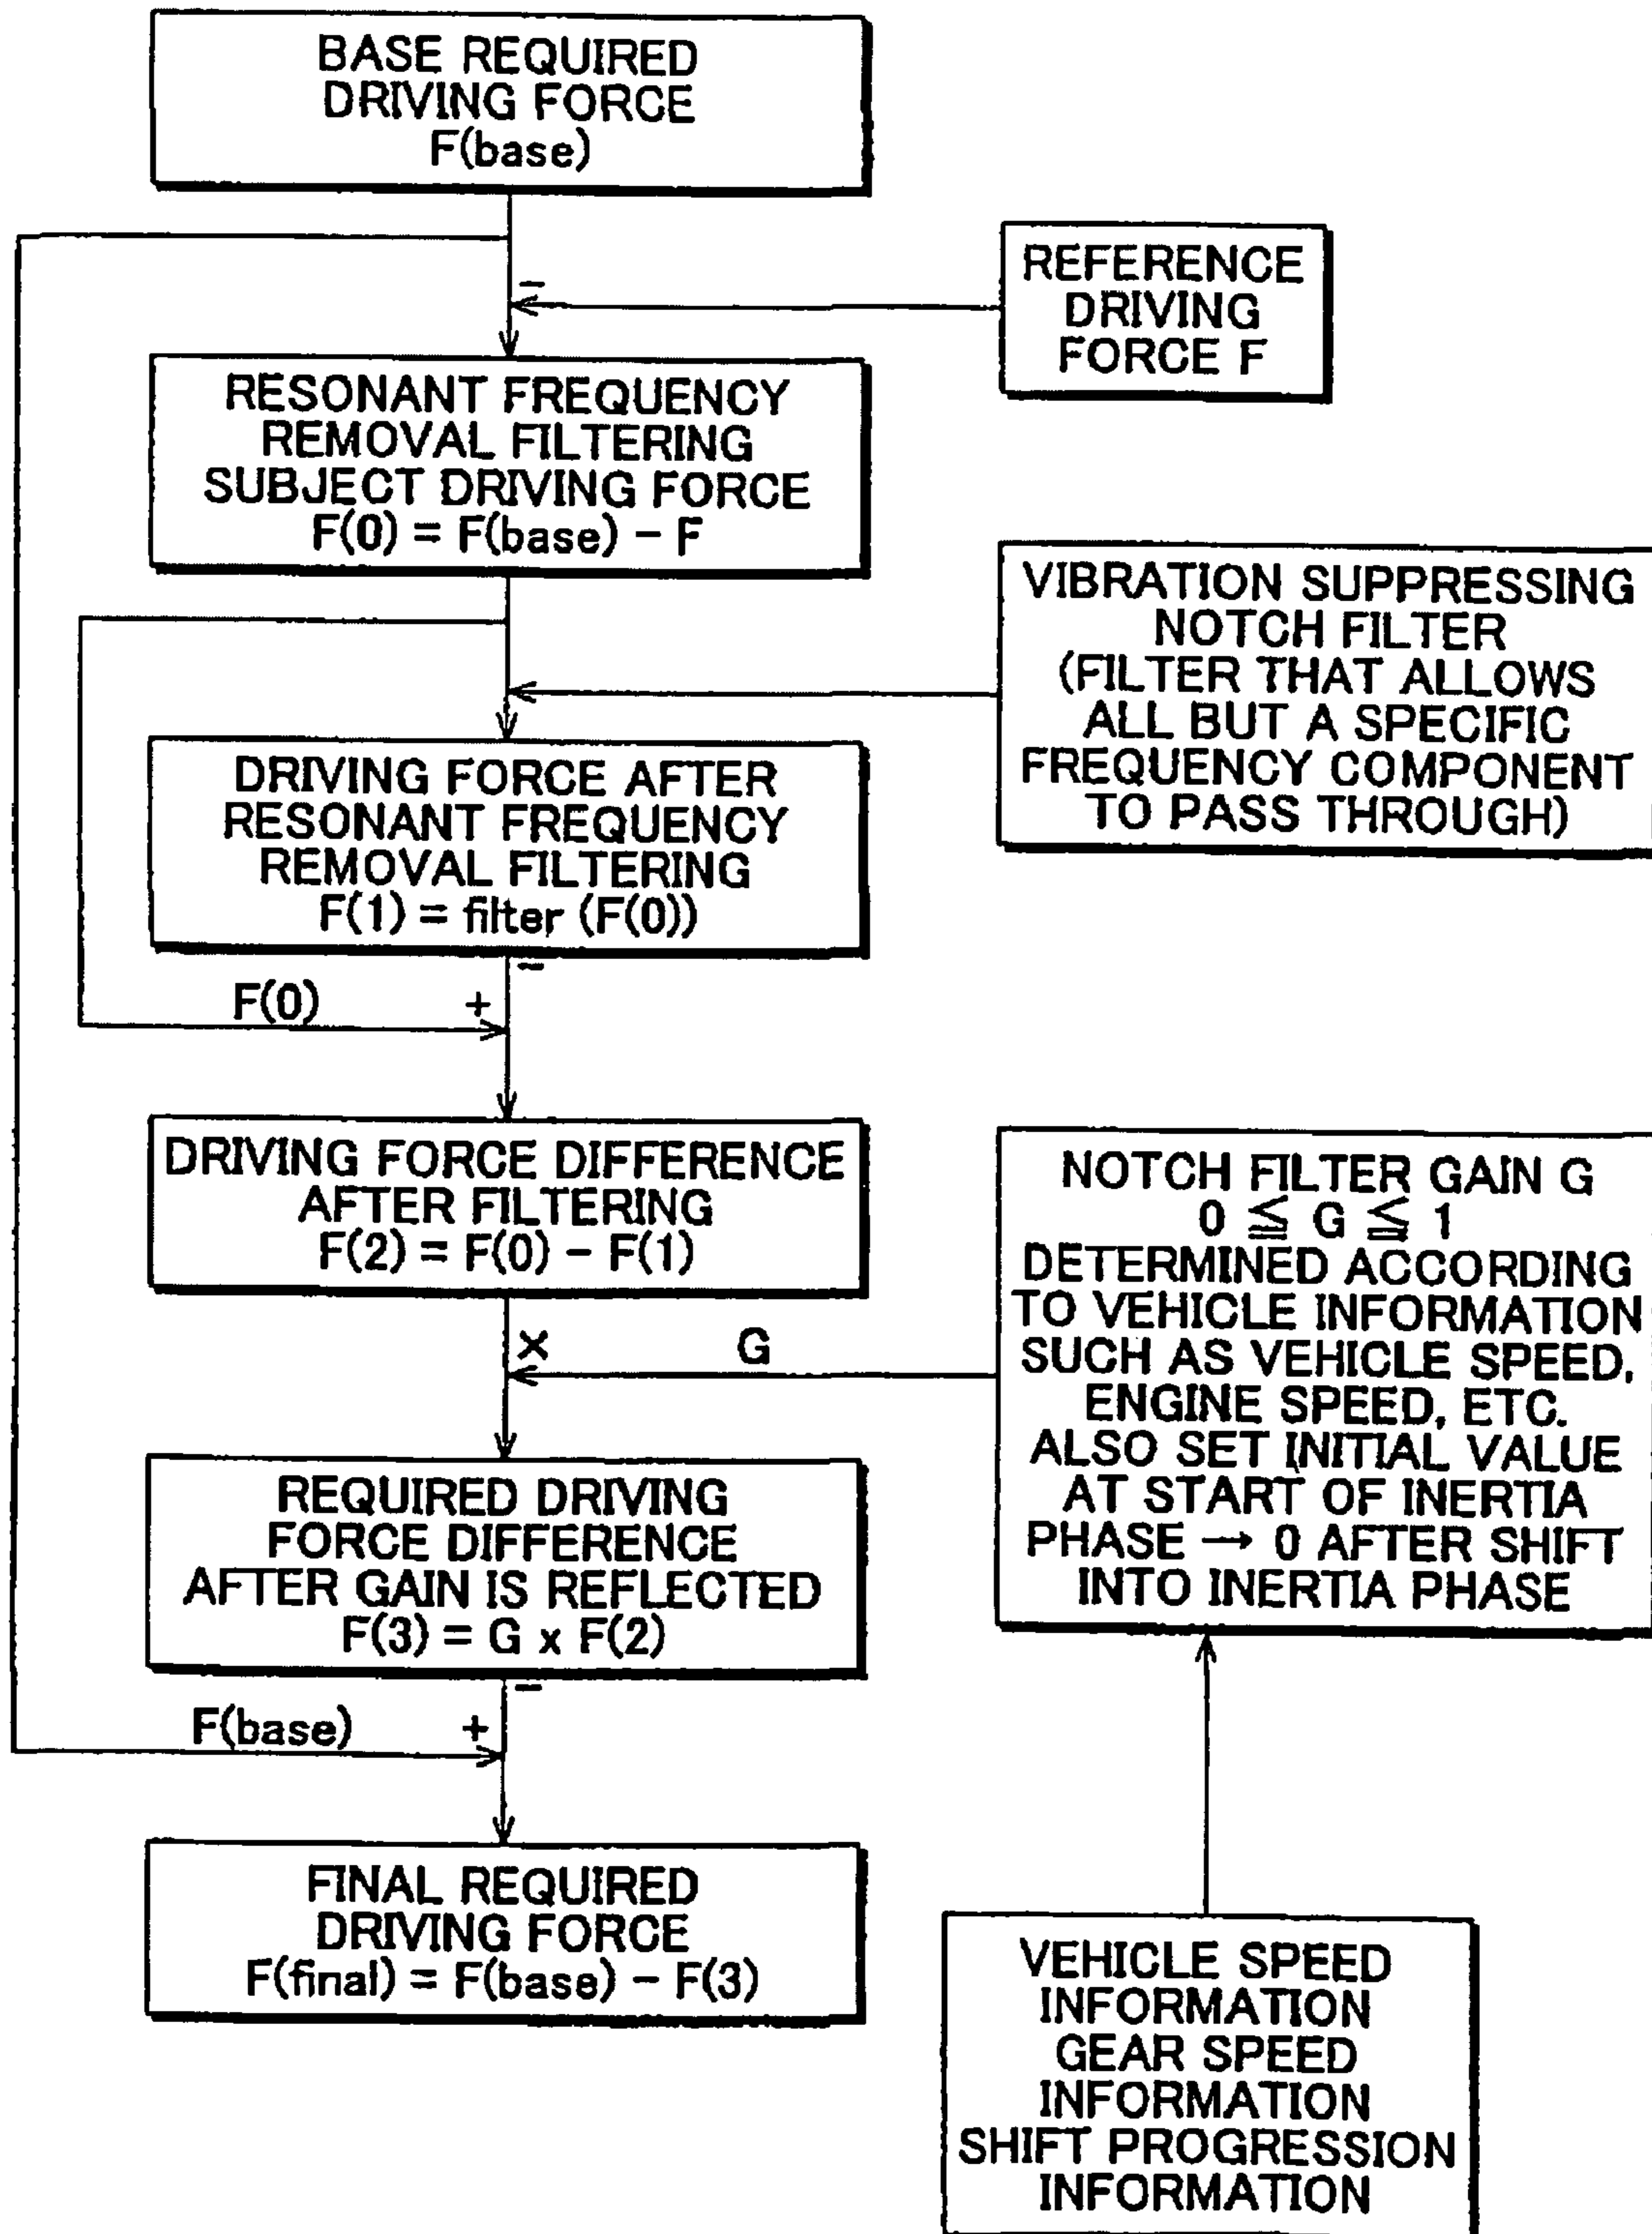 BASE REQUIRED
DRIVING FORCE
F(base)
−
REFERENCE
DRIVING
FORCE F
RESONANT FREQUENCY
REMOVAL FILTERING
SUBJECT DRIVING FORCE
F(0) = F(base) − F
VIBRATION SUPPRESSING
NOTCH FILTER
(FILTER THAT ALLOWS
ALL BUT A SPECIFIC
FREQUENCY COMPONENT
TO PASS THROUGH)
DRIVING FORCE AFTER
RESONANT FREQUENCY
REMOVAL FILTERING
F(1) = filter (F(0))
−
F(0) +
DRIVING FORCE DIFFERENCE
AFTER FILTERING
F(2) = F(0) − F(1)
× G
NOTCH FILTER GAIN G
0 ≦ G ≦ 1
DETERMINED ACCORDING
TO VEHICLE INFORMATION
SUCH AS VEHICLE SPEED,
ENGINE SPEED, ETC.
ALSO SET INITIAL VALUE
AT START OF INERTIA
PHASE → 0 AFTER SHIFT
INTO INERTIA PHASE
REQUIRED DRIVING
FORCE DIFFERENCE
AFTER GAIN IS REFLECTED
F(3) = G x F(2)
−
F(base) +
FINAL REQUIRED
DRIVING FORCE
F(final) = F(base) − F(3)
VEHICLE SPEED
INFORMATION
GEAR SPEED
INFORMATION
SHIFT PROGRESSION
INFORMATION